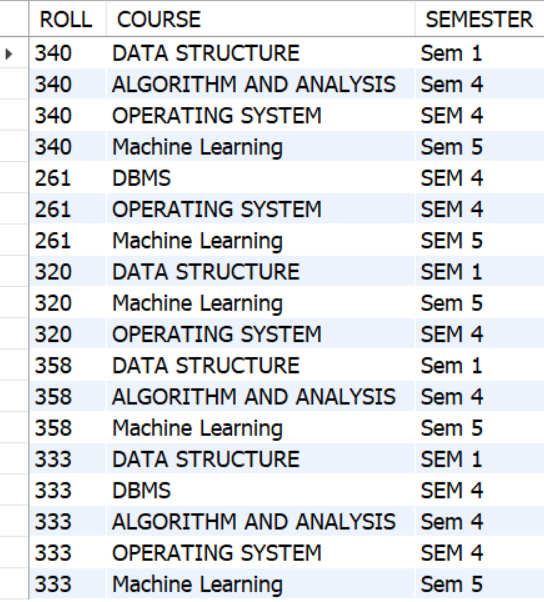 ROLL COURSE SEMESTER
340 DATA STRUCTURE Sem 1
340 ALGORITHM AND ANALYSIS Sem 4
340 OPERATING SYSTEM SEM 4
340 Machine Learning Sem 5
261 DBMS SEM 4
261 OPERATING SYSTEM SEM 4
261 Machine Learning SEM 5
320 DATA STRUCTURE SEM 1
320 Machine Learning Sem 5
320 OPERATING SYSTEM SEM 4
358 DATA STRUCTURE Sem 1
358 ALGORITHM AND ANALYSIS Sem 4
358 Machine Learning Sem 5
333 DATA STRUCTURE SEM 1
333 DBMS SEM 4
333 ALGORITHM AND ANALYSIS Sem 4
333 OPERATING SYSTEM SEM 4
333 Machine Learning Sem 5